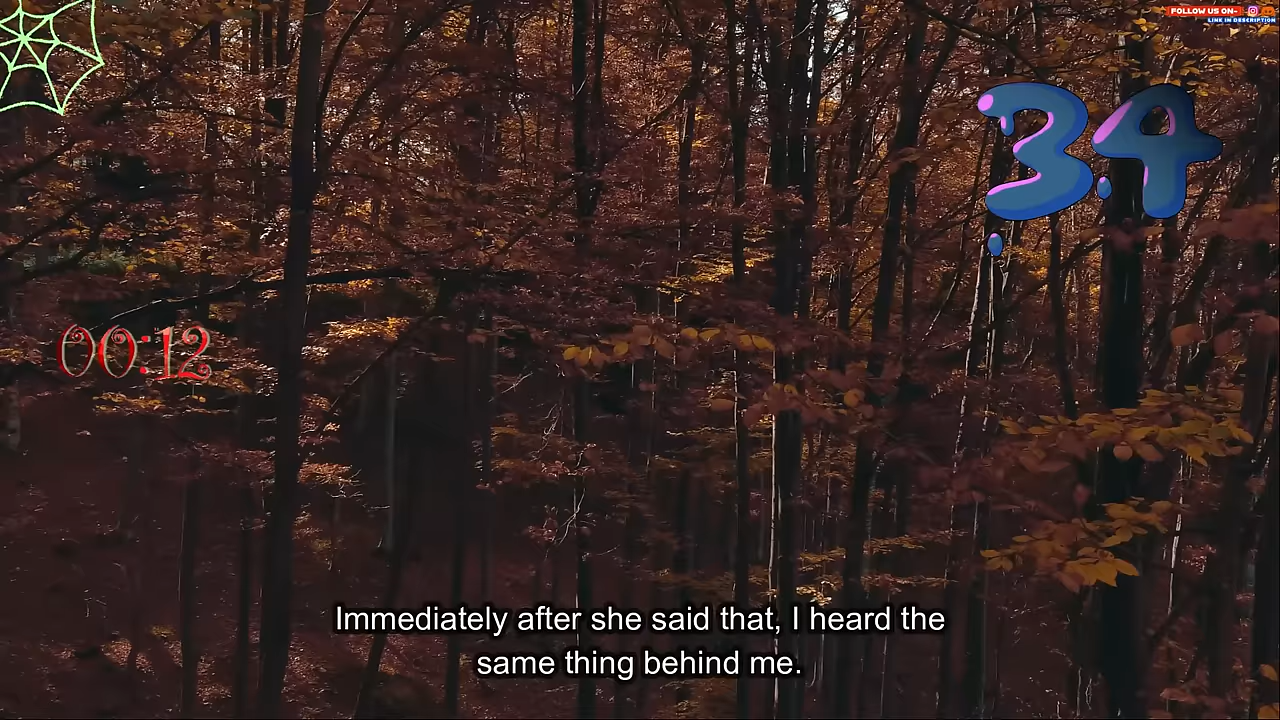 FOLLOW US ON-
LINK IN DESCRIPTION
34
00:12
Immediately after she said that, I heard the
same thing behind me.